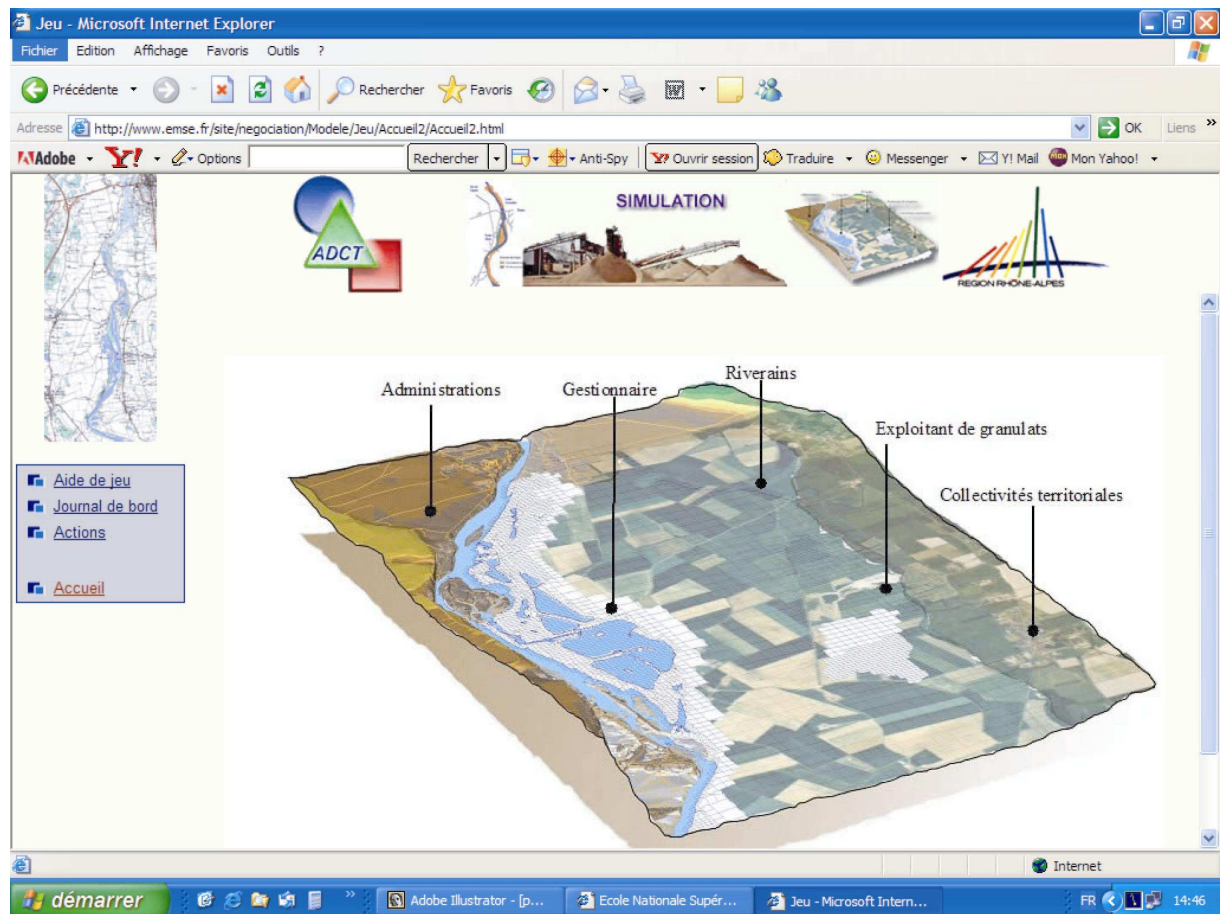 Jeu - Microsoft Internet Explorer
Fichier Edition Affichage Favoris Outils ?
Précédente Rechercher Favoris
Adresse http://www.emse.fr/site/negociation/Modele/Jeu/Accueil2/Accueil2.html OK Liens »
Adobe Y! Options Rechercher Anti-Spy Y? Ouvrir session Traduire Messenger Y! Mail Mon Yahoo!
ADCT
SIMULATION
REGION RHÔNE-ALPES
Administrations
Gestionnaire
Riverains
Exploitant de granulats
Collectivités territoriales
Aide de jeu
Journal de bord
Actions
Accueil
Internet
démarrer » Adobe Illustrator - [p... Ecole Nationale Supér... Jeu - Microsoft Intern... FR 14:46